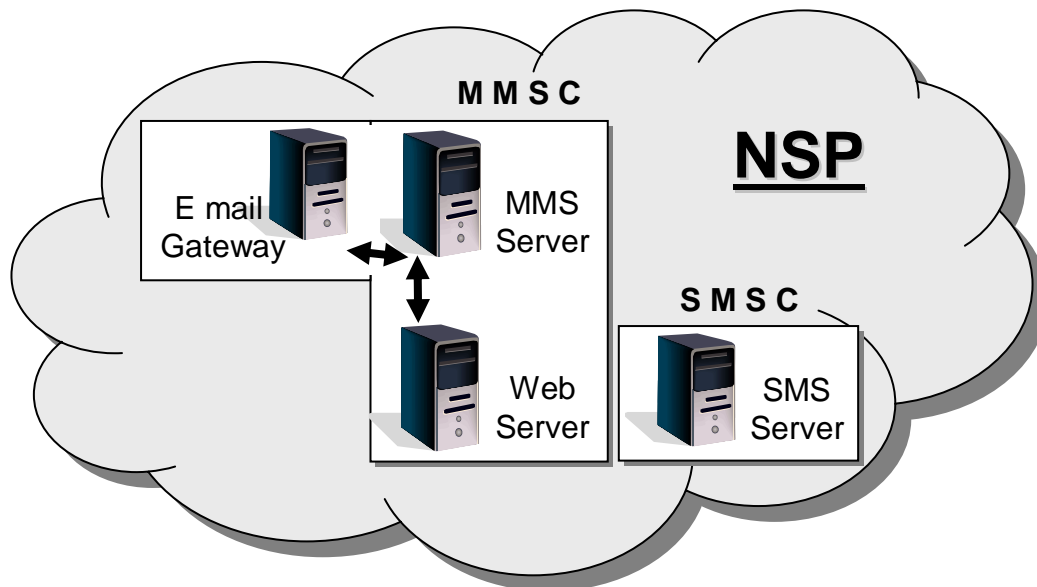 M M S C
NSP
E mail
Gateway
MMS
Server
S M S C
Web
Server
SMS
Server